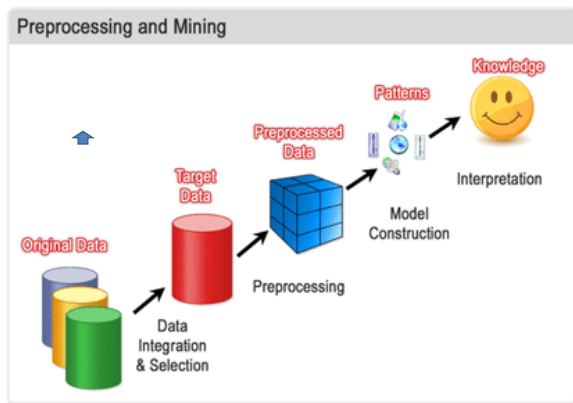 Preprocessing and Mining
Knowledge
Patterns
Interpretation
Preprocessed
Data
Model
Construction
Target
Data
Preprocessing
Original Data
Data
Integration
& Selection